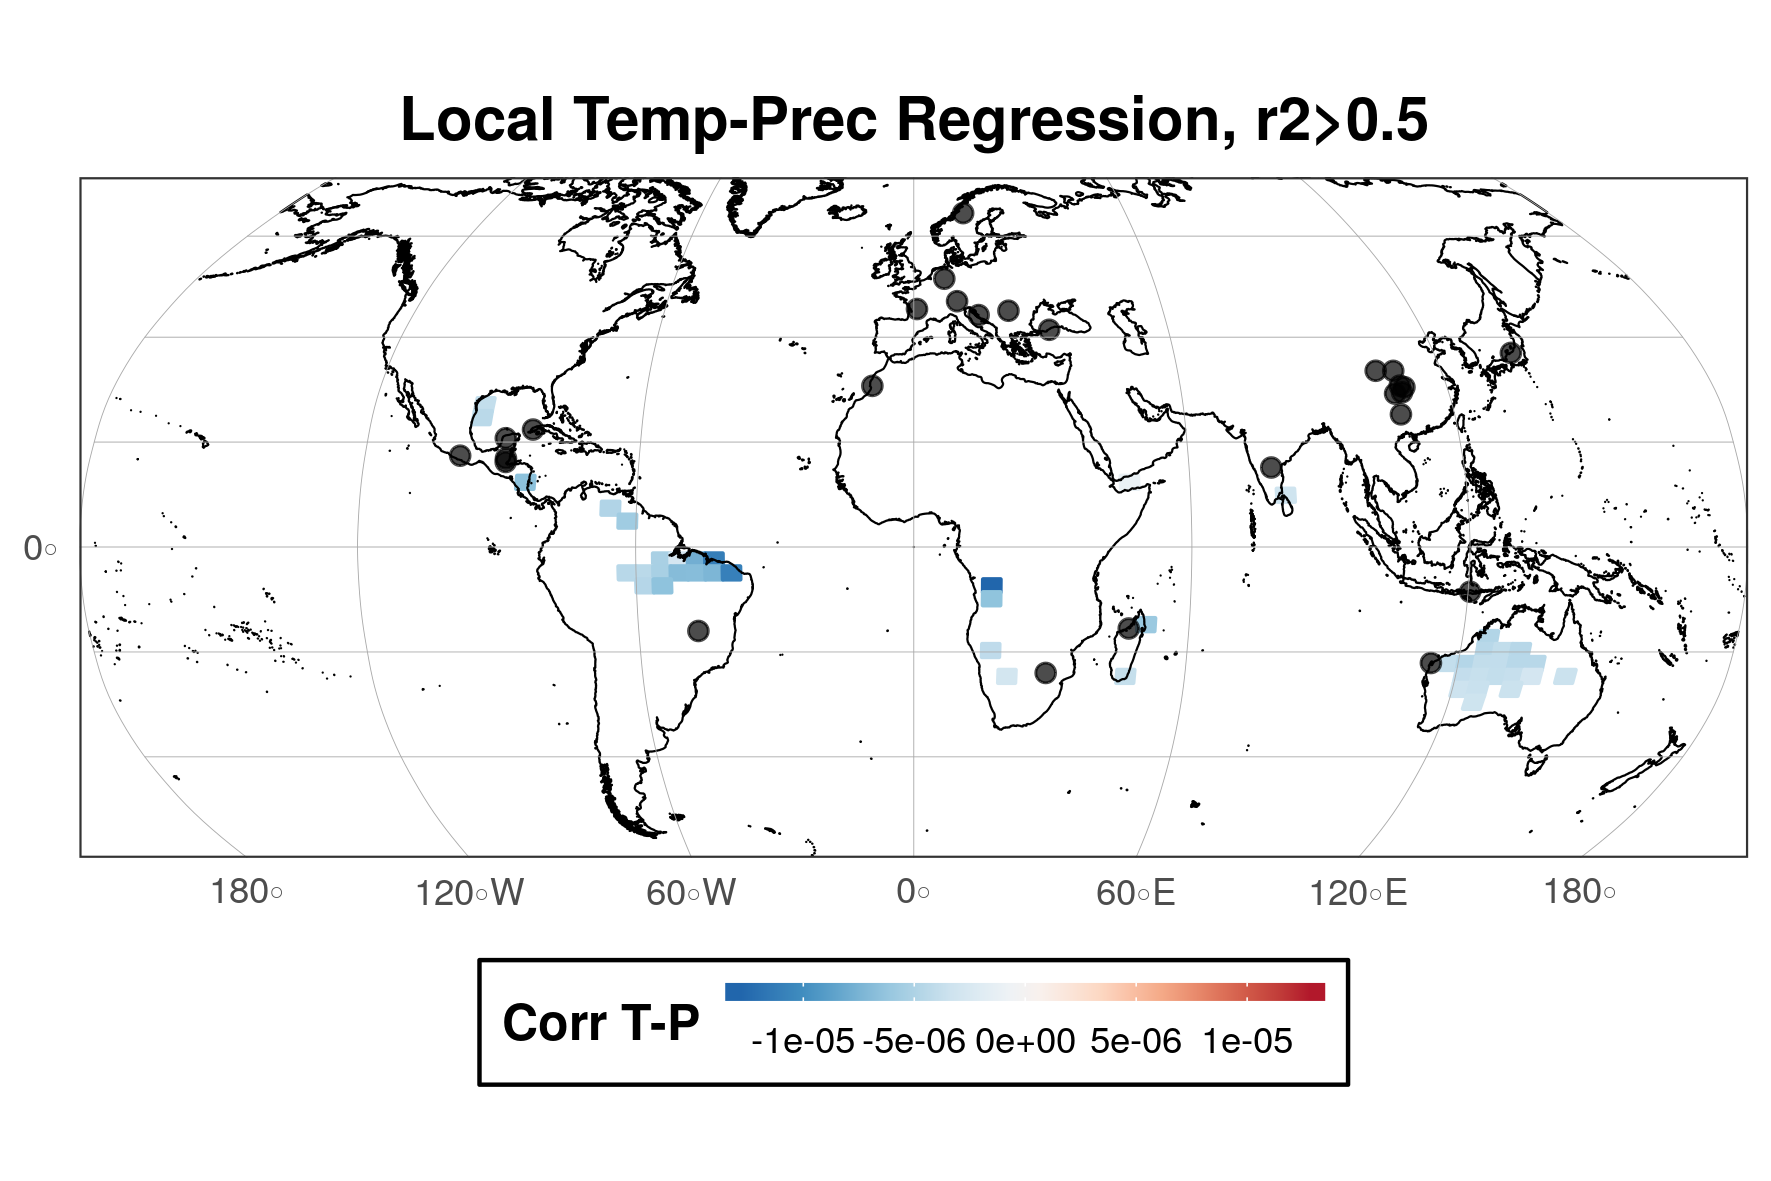 Local Temp-Prec Regression, r2>0.5
0○
180○ 120○W 60○W 0○ 60○E 120○E 180○
Corr T-P
-1e-05 -5e-06 0e+00 5e-06 1e-05